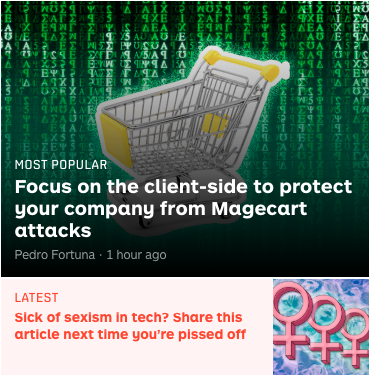 MOST POPULAR
Focus on the client-side to protect
your company from Magecart
attacks
Pedro Fortuna · 1 hour ago
LATEST
Sick of sexism in tech? Share this
article next time you're pissed off